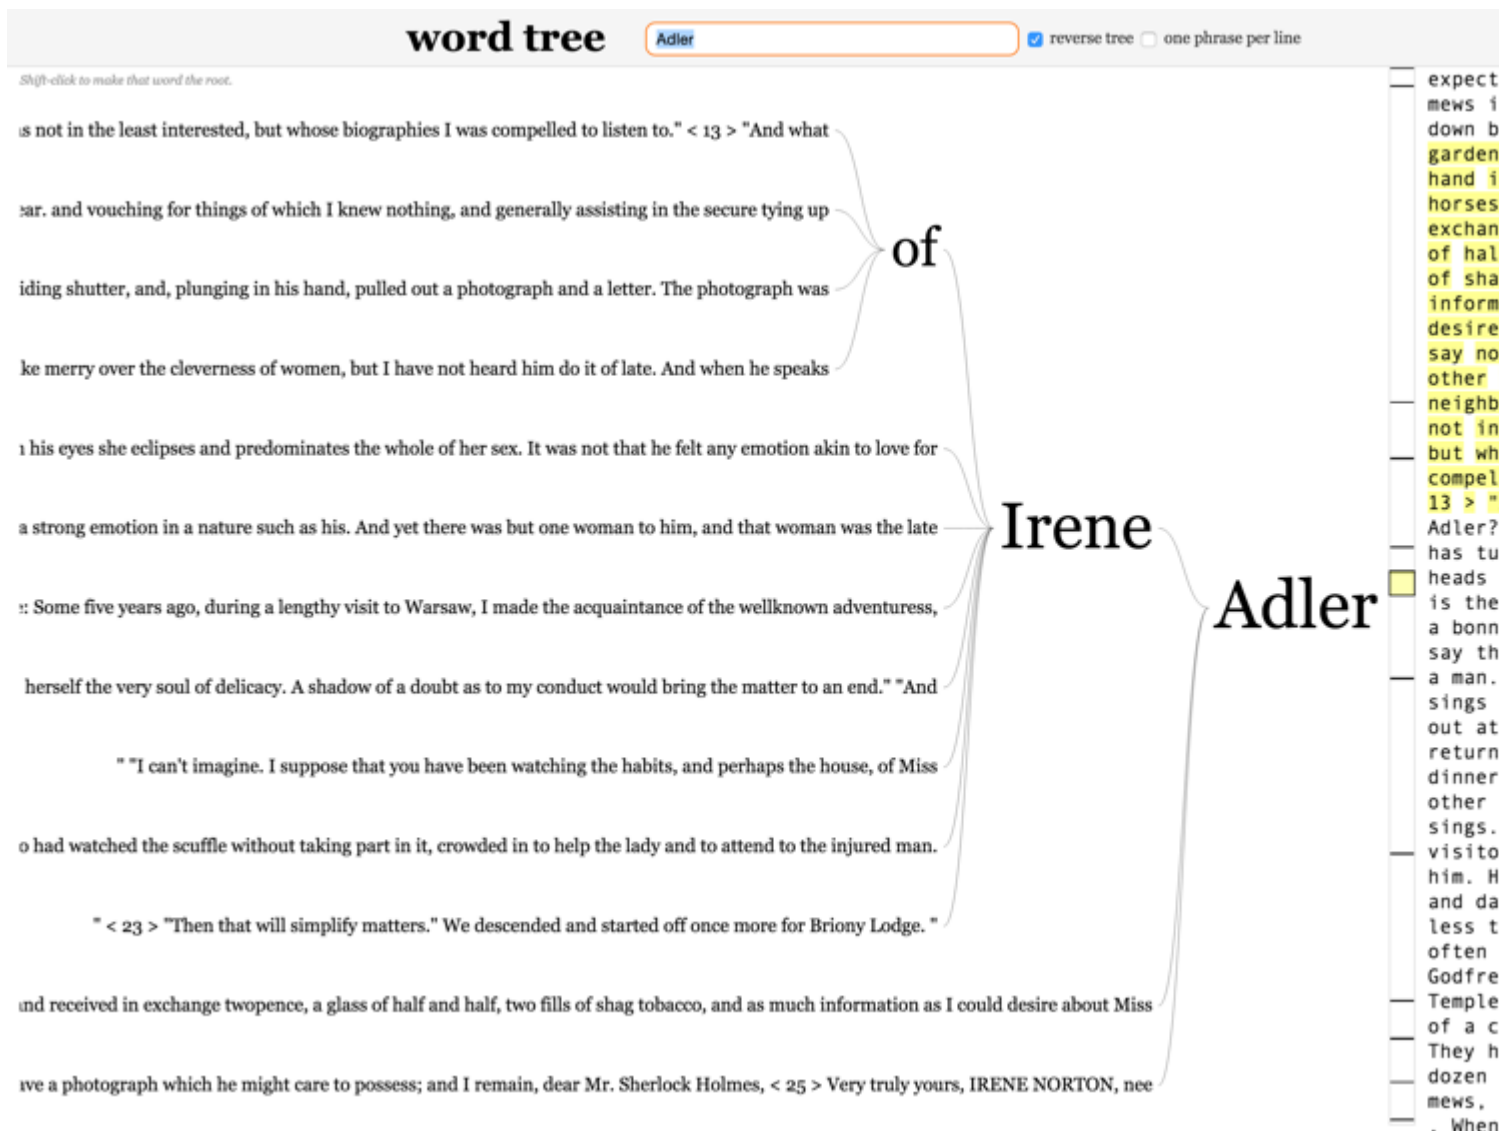 word tree
Adler
reverse tree
one phrase per line
Shift-click to make that word the root.
not in the least interested, but whose biographies I was compelled to listen to." < 13 > "And what
and vouching for things of which I knew nothing, and generally assisting in the secure tying up
shutter, and, plunging in his hand, pulled out a photograph and a letter. The photograph was
merry over the cleverness of women, but I have not heard him do it of late. And when he speaks
of
his eyes she eclipses and predominates the whole of her sex. It was not that he felt any emotion akin to love for
a strong emotion in a nature such as his. And yet there was but one woman to him, and that woman was the late
: Some five years ago, during a lengthy visit to Warsaw, I made the acquaintance of the wellknown adventuress,
herself the very soul of delicacy. A shadow of a doubt as to my conduct would bring the matter to an end." "And
" "I can't imagine. I suppose that you have been watching the habits, and perhaps the house, of Miss
o had watched the scuffle without taking part in it, crowded in to help the lady and to attend to the injured man.
" < 23 > "Then that will simplify matters." We descended and started off once more for Briony Lodge. "
Irene
received in exchange twopence, a glass of half and half, two fills of shag tobacco, and as much information as I could desire about Miss
a photograph which he might care to possess; and I remain, dear Mr. Sherlock Holmes, < 25 > Very truly yours, IRENE NORTON, nee
Adler
expect
mews i
down b
garden
hand i
horses
exchan
of hal
of sha
inform
desire
say no
other
neighb
not in
but wh
compel
13 > "
Adler?
has tu
heads
is the
a bonn
say th
a man.
sings
out at
return
dinner
other
sings.
visito
him. H
and da
less t
often
Godfre
Temple
of a c
They h
dozen
mews,
. When